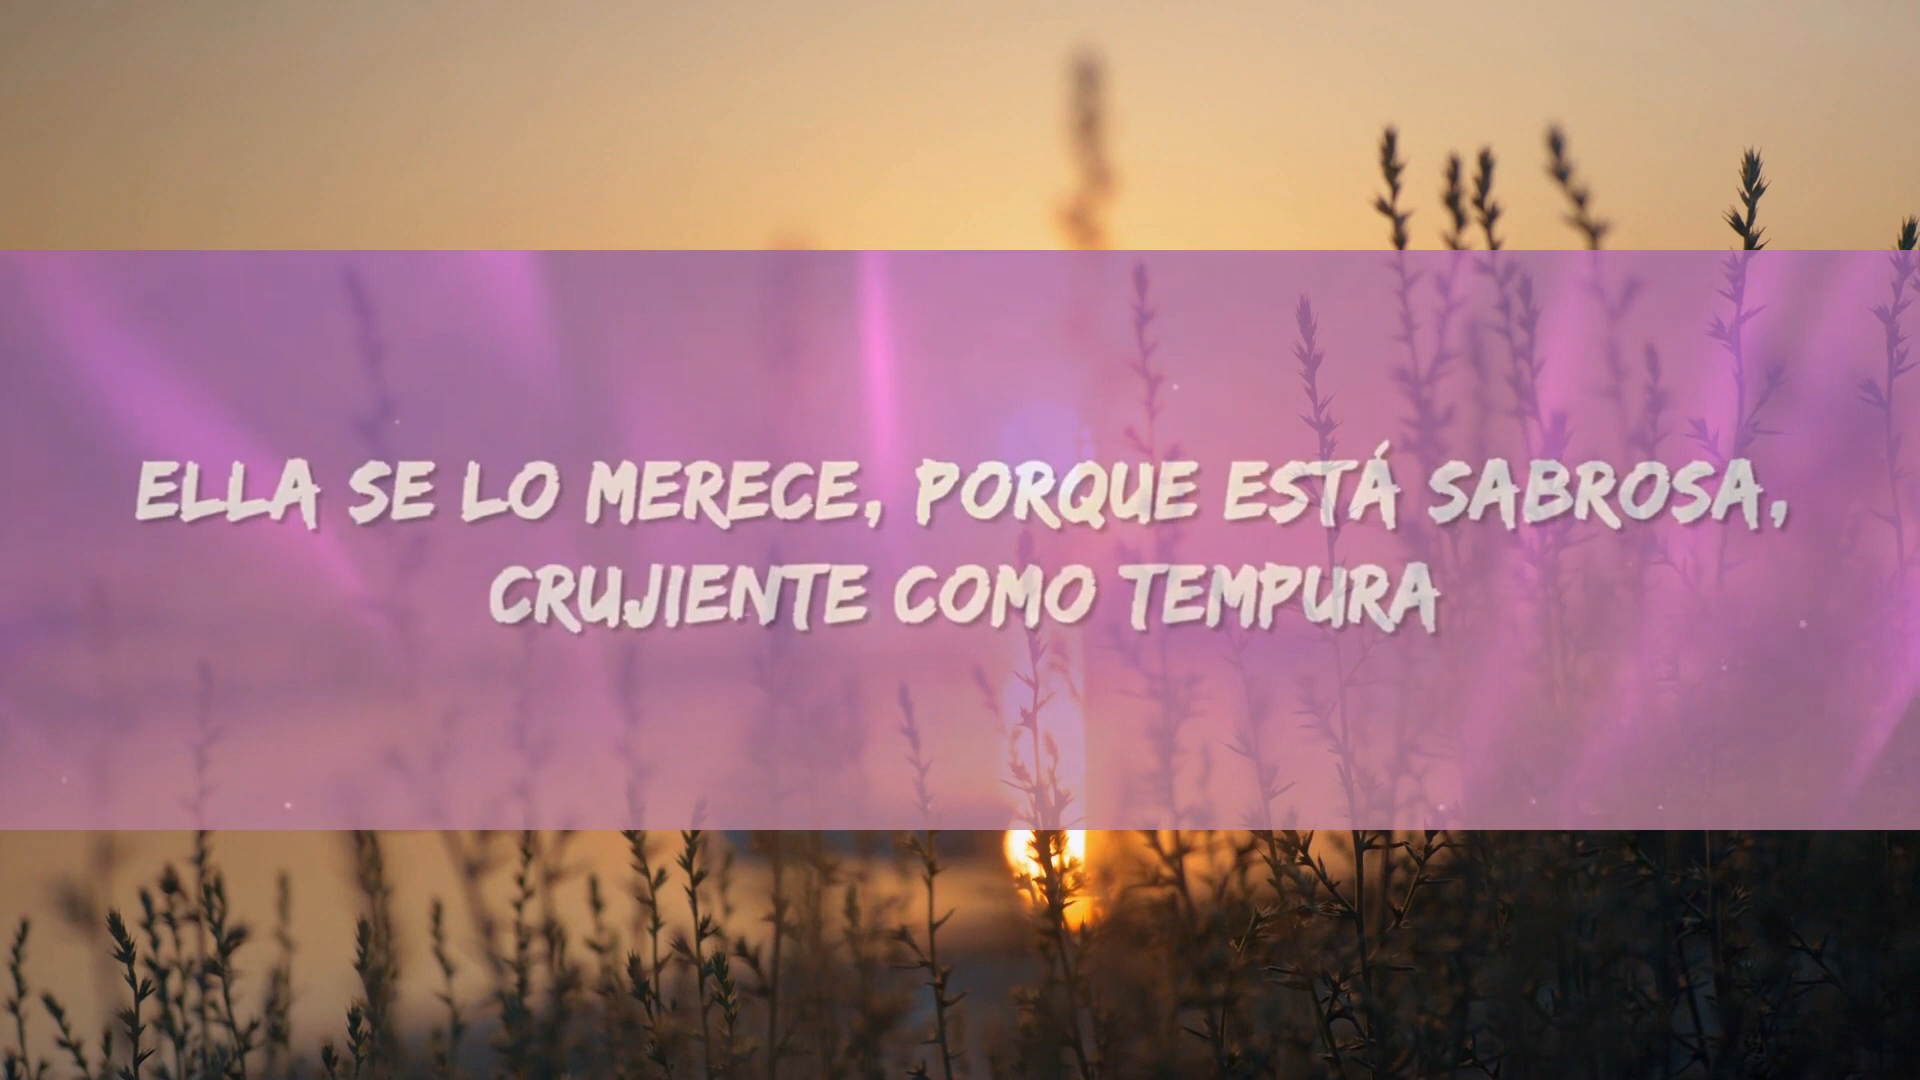 ELLA SE LO MERECE, PORQUE ESTÁ SABROSA,
CRUJIENTE COMO TEMPURA